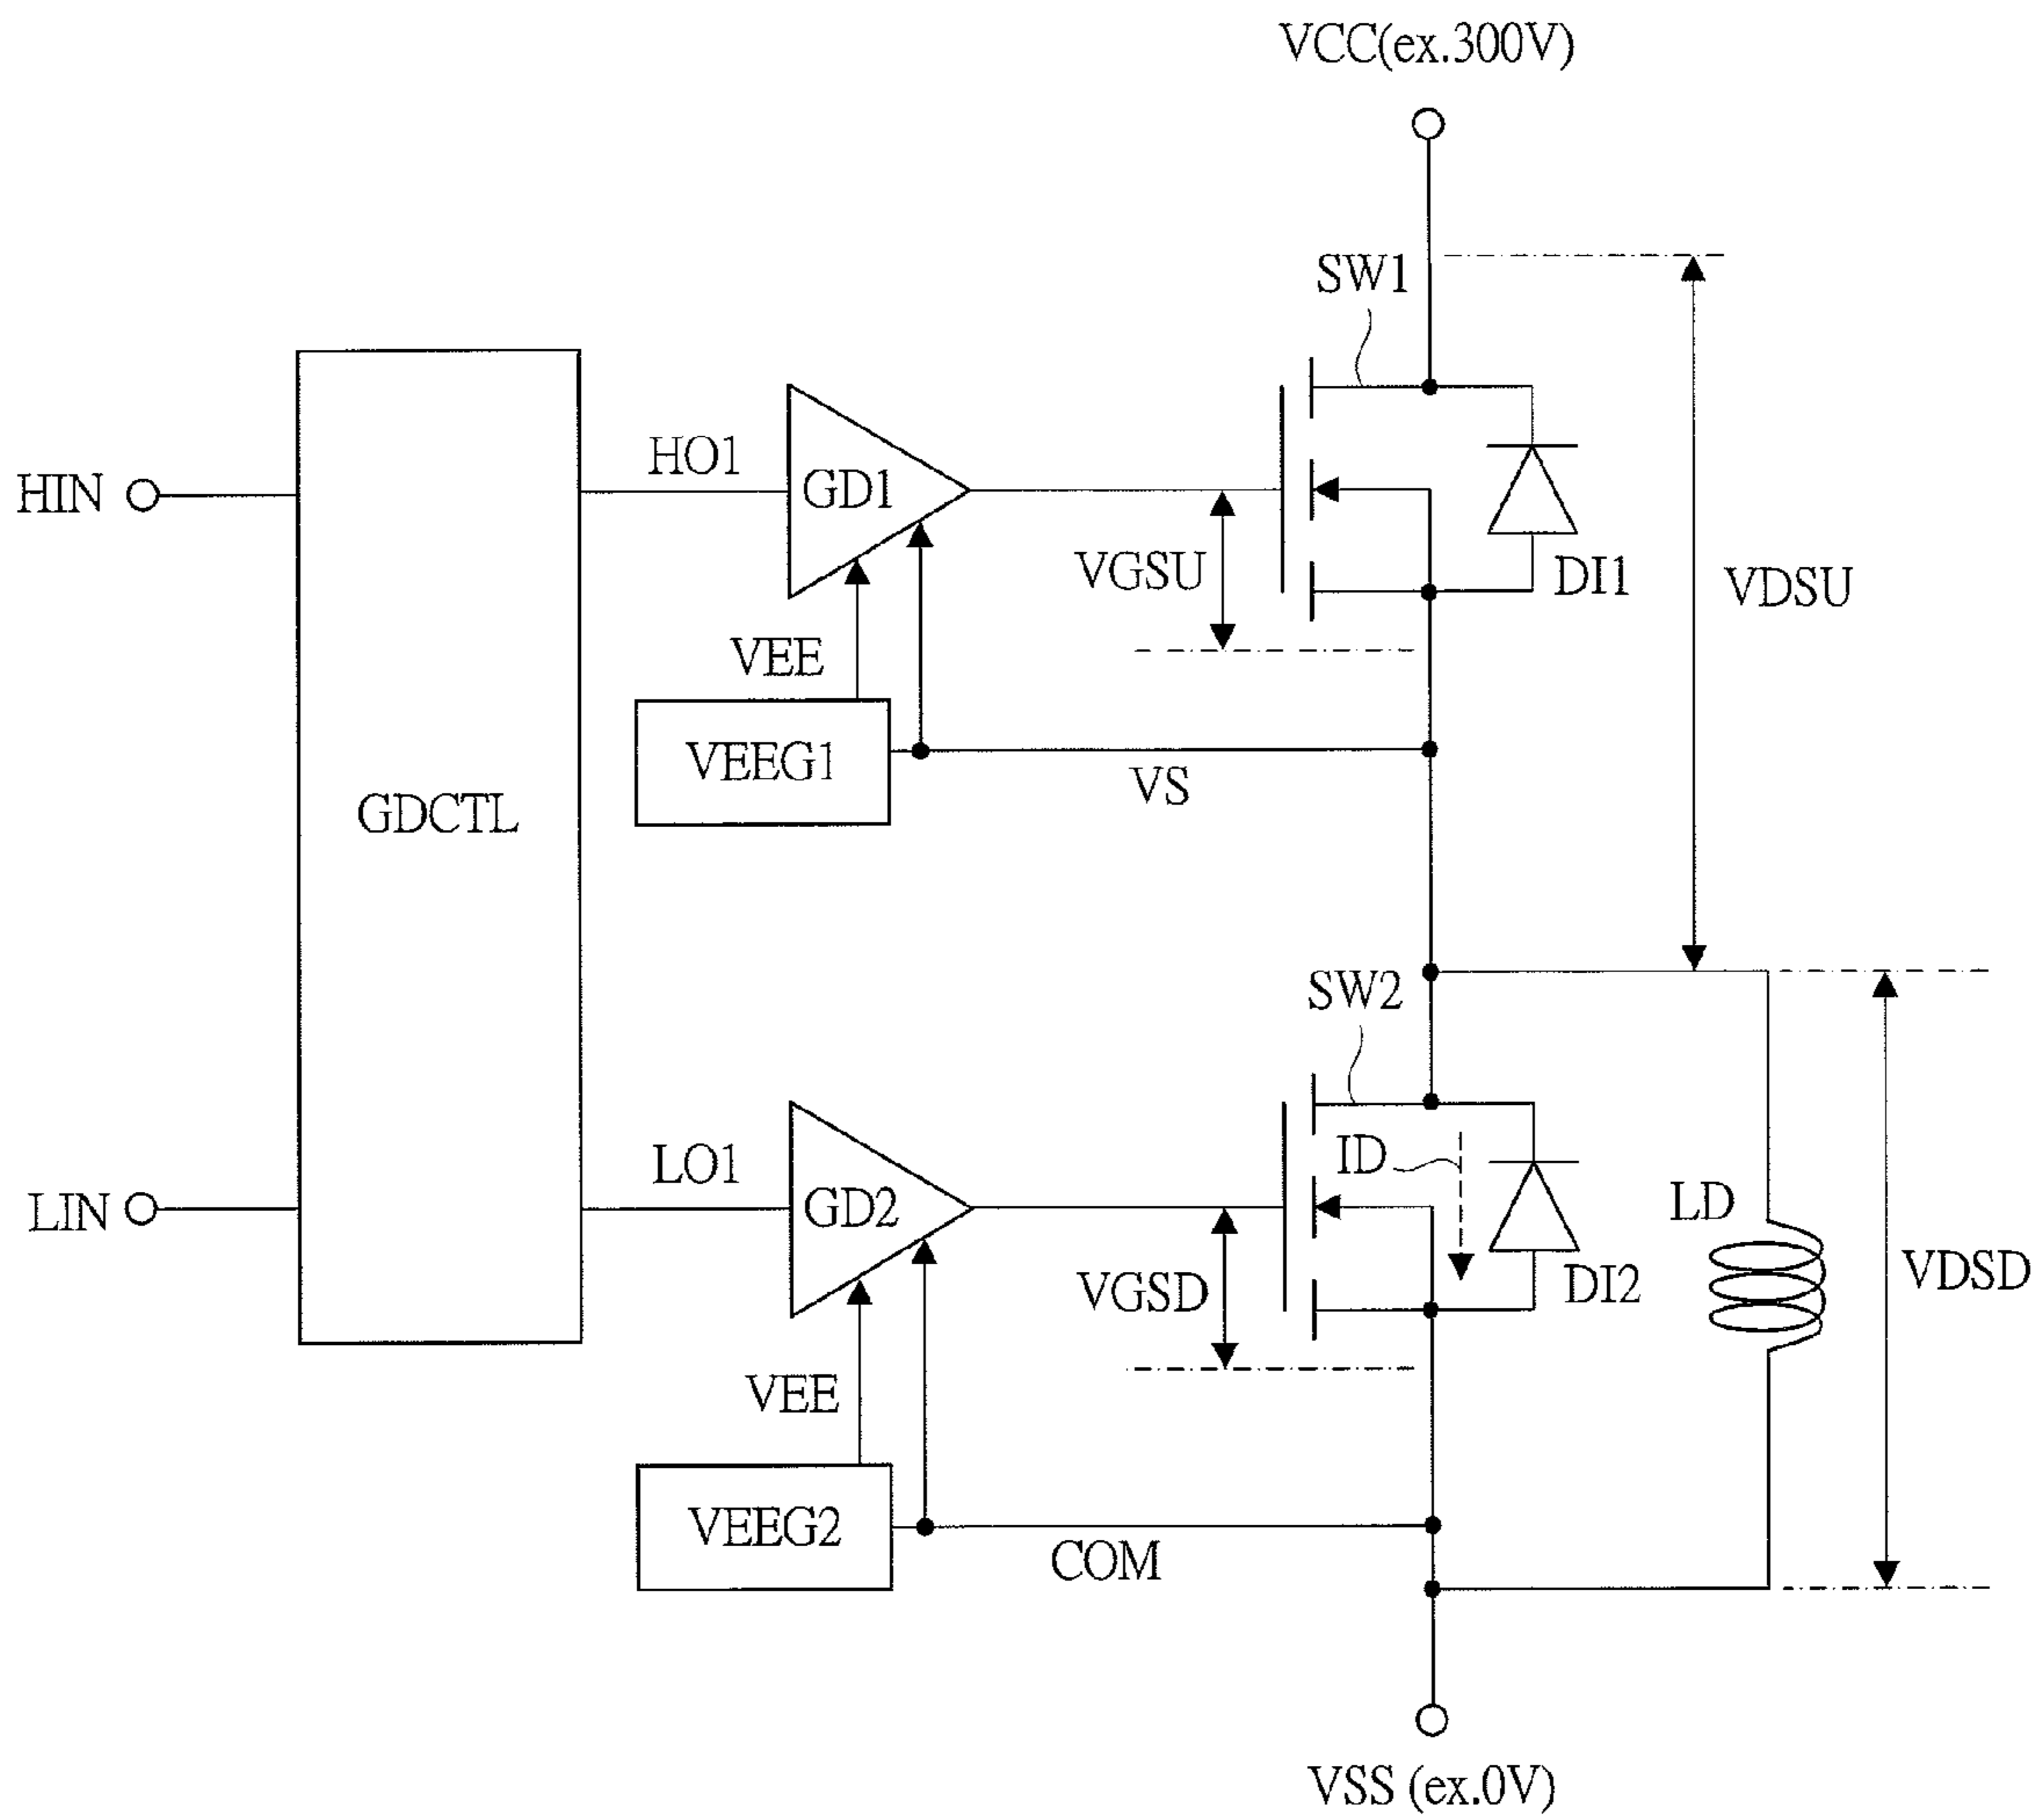 VCC(ex.300V)
SW1
HO1
GD1
HIN
VGSU
DI1
VDSU
VEE
VEEG1
VS
GDCTL
SW2
ID
LO1
GD2
LIN
LD
VGSD
DI2
VDSD
VEE
VEEG2
COM
VSS (ex.0V)